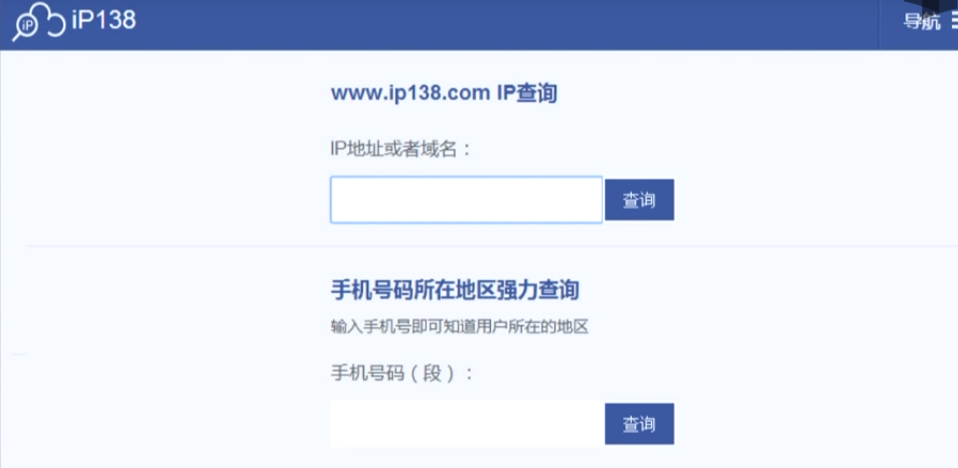 iP iP138
导航
www.ip138.com IP查询
IP地址或者域名：
查询
手机号码所在地区强力查询
输入手机号即可知道用户所在的地区
手机号码（段）：
查询